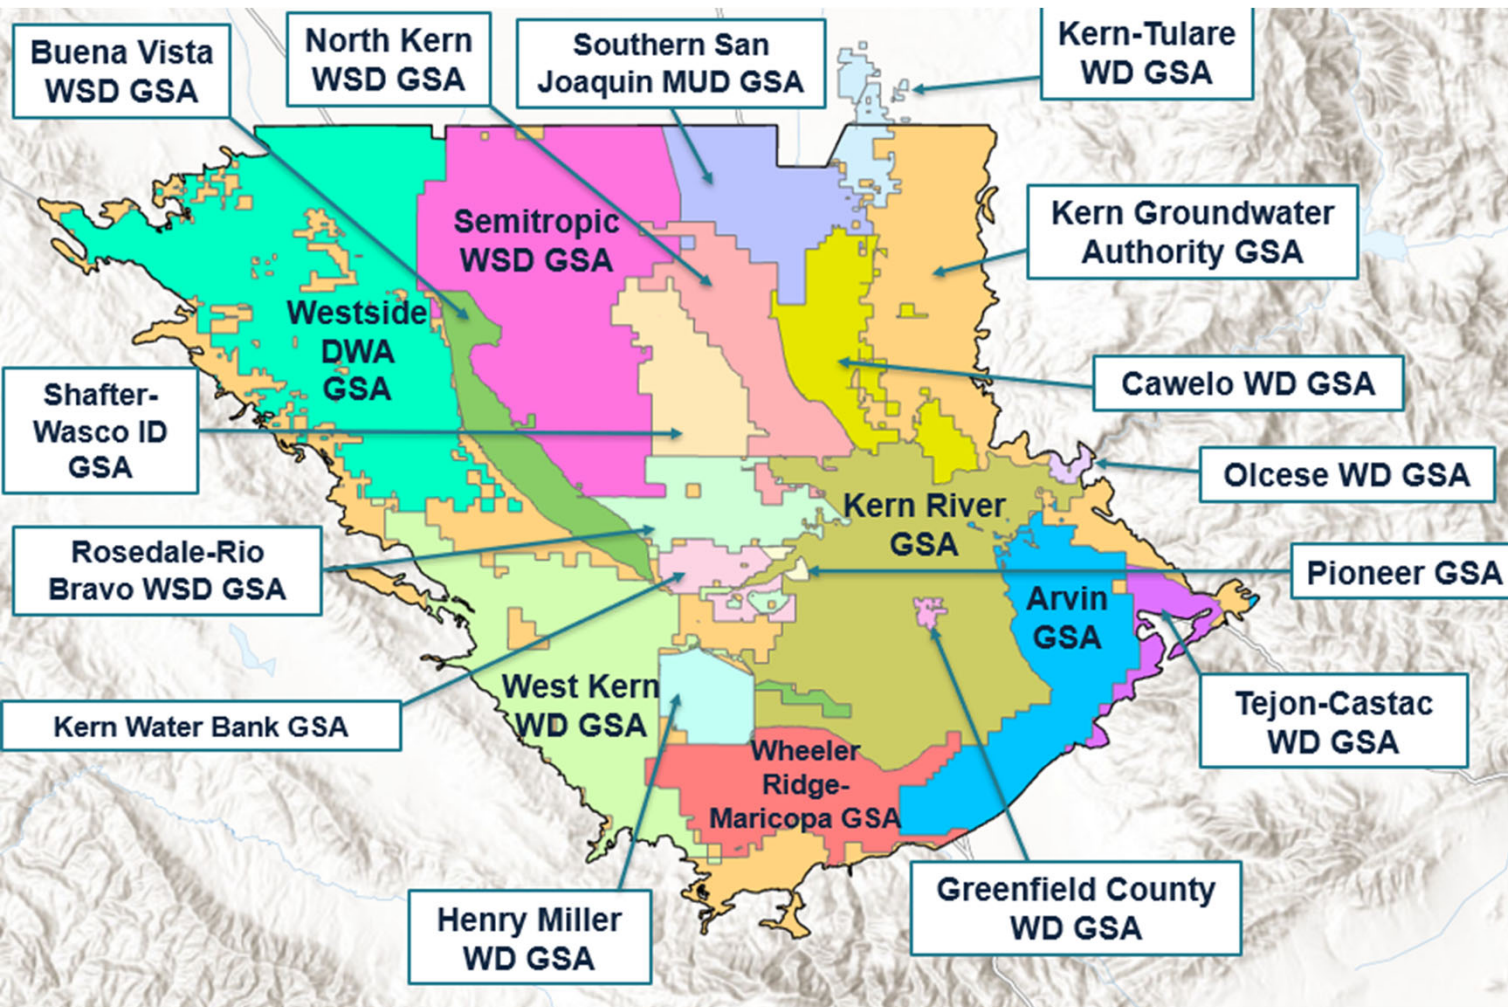 Buena Vista
WSD GSA
North Kern
WSD GSA
Southern San
Joaquin MUD GSA
Kern-Tulare
WD GSA
Semitropic
WSD GSA
Kern Groundwater
Authority GSA
Westside
DWA
GSA
Cawelo WD GSA
Shafter-
Wasco ID
GSA
Olcese WD GSA
Kern River
GSA
Rosedale-Rio
Bravo WSD GSA
Pioneer GSA
Arvin
GSA
West Kern
WD GSA
Kern Water Bank GSA
Tejon-Castac
WD GSA
Wheeler
Ridge-
Maricopa GSA
Henry Miller
WD GSA
Greenfield County
WD GSA